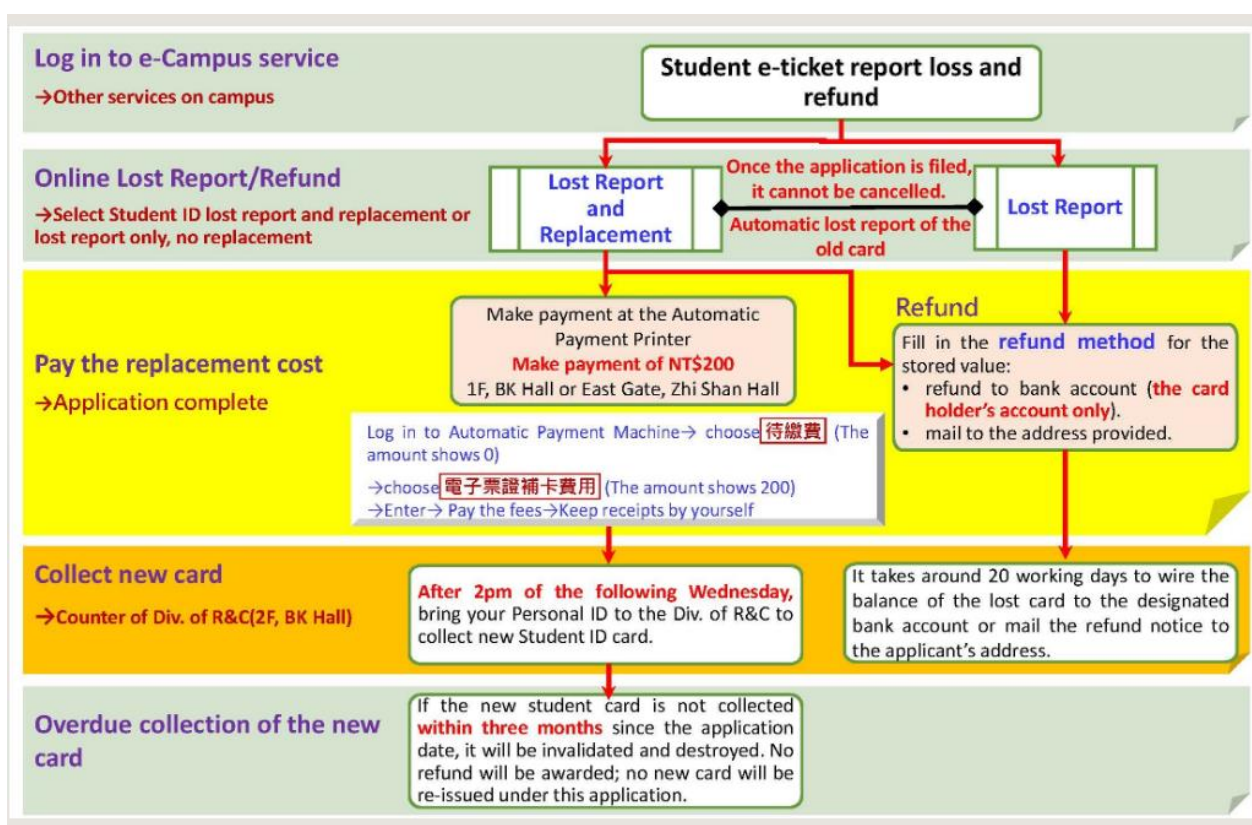 Log in to e-Campus service
→Other services on campus
Student e-ticket report loss and
refund
Online Lost Report/Refund
→Select Student ID lost report and replacement or
lost report only, no replacement
Lost Report
and
Replacement
Once the application is filed,
it cannot be cancelled.
Automatic lost report of the
old card
Lost Report
Pay the replacement cost
→Application complete
Make payment at the Automatic
Payment Printer
Make payment of NT$200
1F, BK Hall or East Gate, Zhi Shan Hall
Log in to Automatic Payment Machine→ choose 待繳費 (The
amount shows 0)
→choose 電子票證補卡費用 (The amount shows 200)
→Enter→ Pay the fees→Keep receipts by yourself
Refund
Fill in the refund method for the
stored value:
• refund to bank account (the card
holder's account only).
• mail to the address provided.
Collect new card
→Counter of Div. of R&C(2F, BK Hall)
After 2pm of the following Wednesday,
bring your Personal ID to the Div. of R&C to
collect new Student ID card.
It takes around 20 working days to wire the
balance of the lost card to the designated
bank account or mail the refund notice to
the applicant's address.
Overdue collection of the new
card
If the new student card is not collected
within three months since the application
date, it will be invalidated and destroyed. No
refund will be awarded; no new card will be
re-issued under this application.